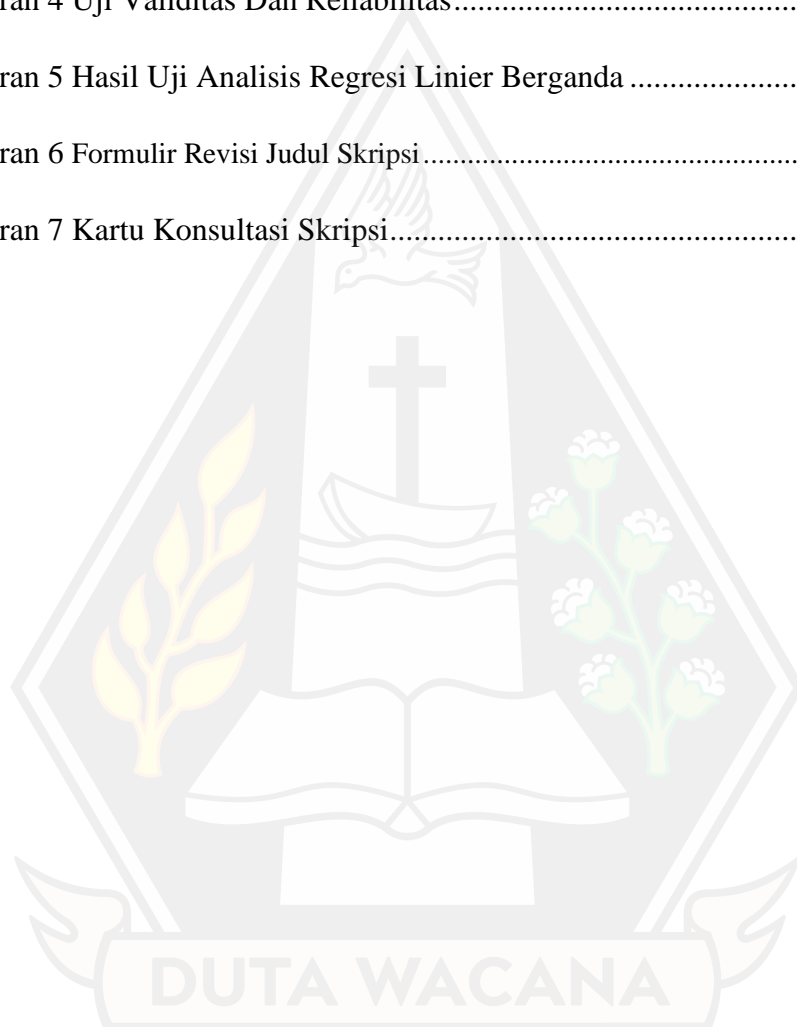 ran 4 Uji Validitas Dan Reliabilitas....................................................
ran 5 Hasil Uji Analisis Regresi Linier Berganda....................
ran 6 Formulir Revisi Judul Skripsi..................................................
ran 7 Kartu Konsultasi Skripsi....................................................
DUTA WACANA